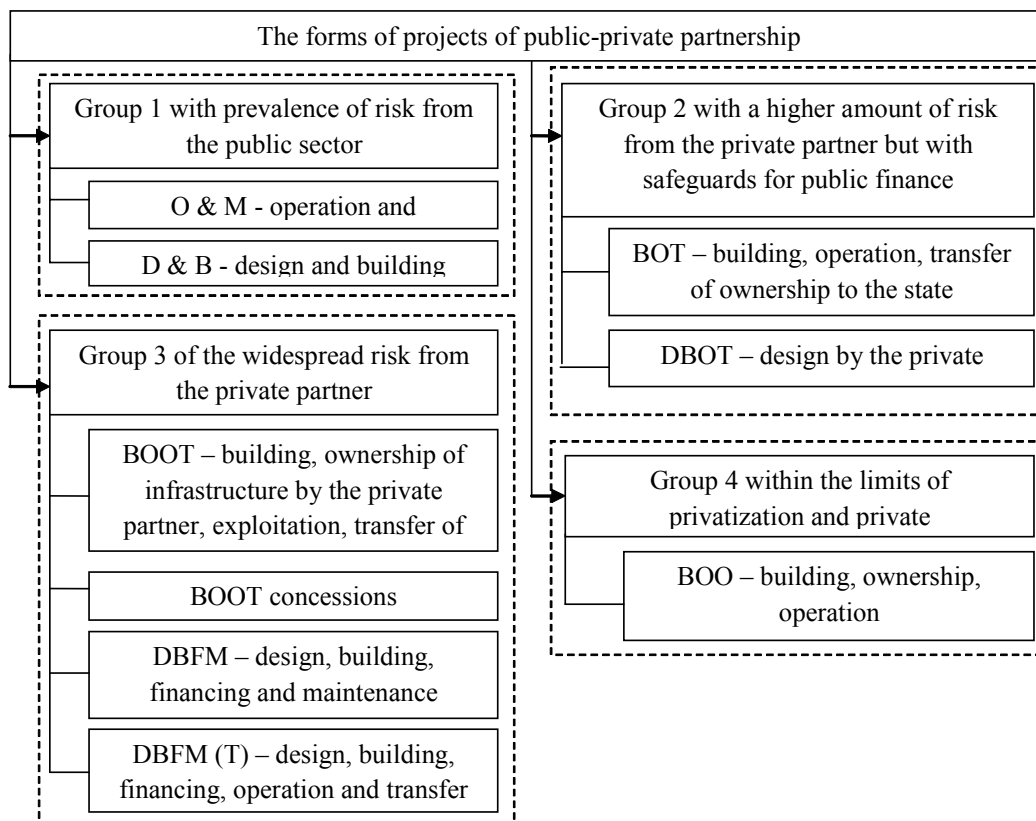 The forms of projects of public-private partnership
Group 1 with prevalence of risk from
the public sector
O & M - operation and
D & B - design and building
Group 2 with a higher amount of risk
from the private partner but with
safeguards for public finance
BOT – building, operation, transfer
of ownership to the state
DBOT – design by the private
Group 3 of the widespread risk from
the private partner
BOOT – building, ownership of
infrastructure by the private
partner, exploitation, transfer of
BOOT concessions
DBFM – design, building,
financing and maintenance
DBFM (T) – design, building,
financing, operation and transfer
Group 4 within the limits of
privatization and private
BOO – building, ownership,
operation